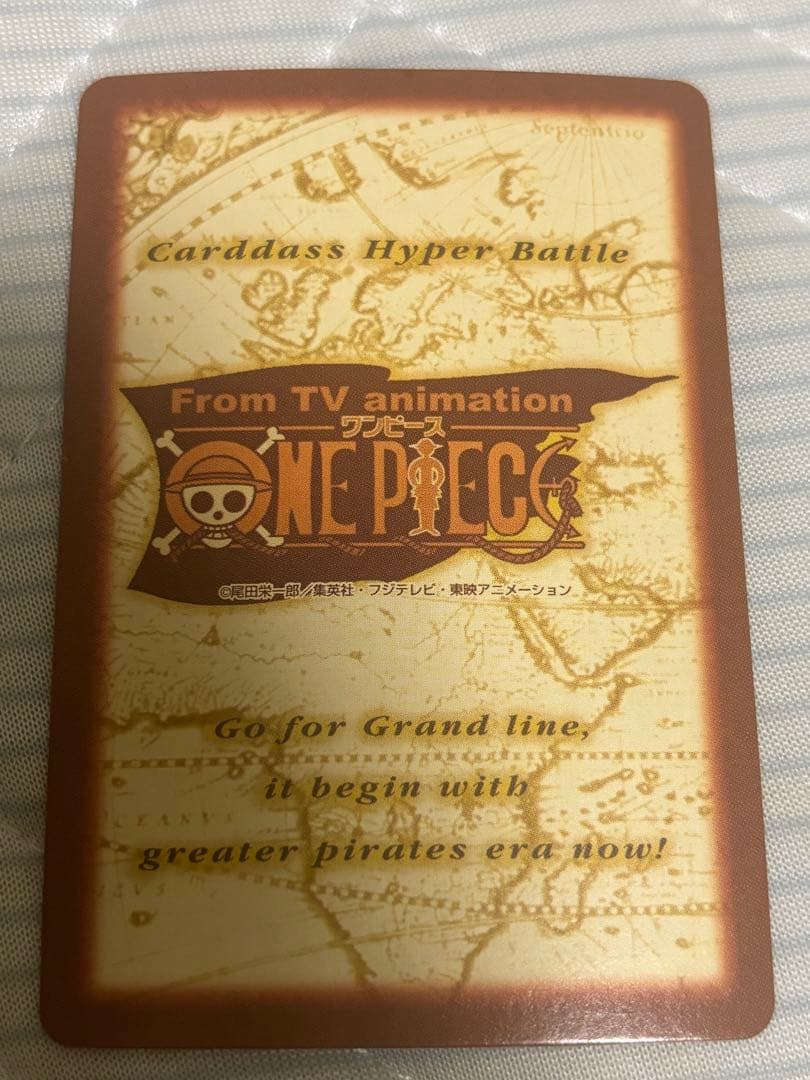 Septentrio
Carddass Hyper Battle
From TV animation
ワンピース
ONE PIECE
©尾田栄一郎/集英社・フジテレビ・東映アニメーション
Go for Grand line,
it begin with
greater pirates era now!